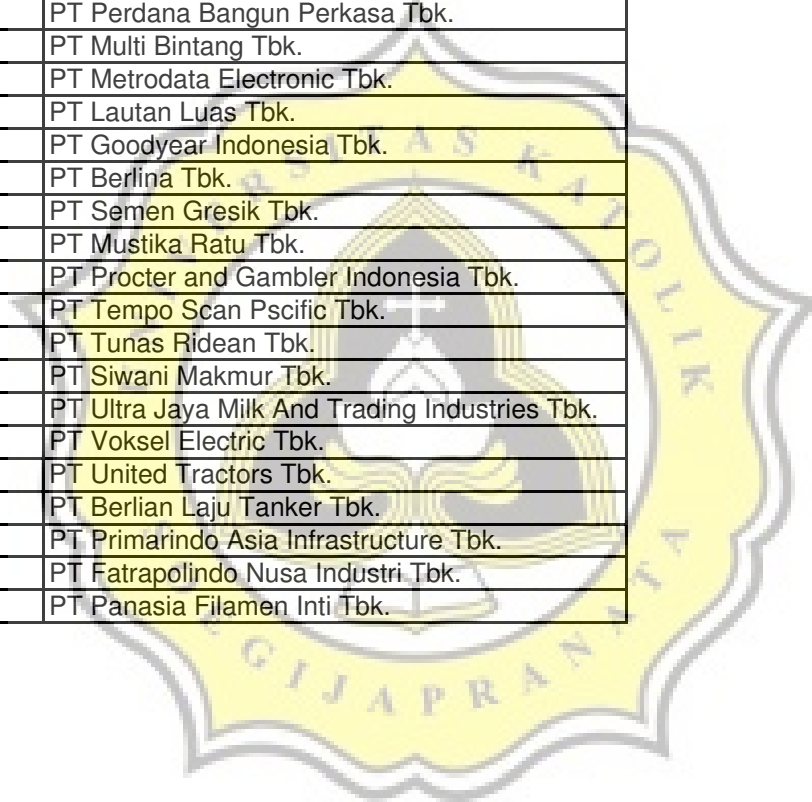 PT Perdana Bangun Perkasa Tbk.
PT Multi Bintang Tbk.
PT Metrodata Electronic Tbk.
PT Lautan Luas Tbk.
PT Goodyear Indonesia Tbk.
PT Berlina Tbk.
PT Semen Gresik Tbk.
PT Mustika Ratu Tbk.
PT Procter and Gambler Indonesia Tbk.
PT Tempo Scan Pscific Tbk.
PT Tunas Ridean Tbk.
PT Siwani Makmur Tbk.
PT Ultra Jaya Milk And Trading Industries Tbk.
PT Voksel Electric Tbk.
PT United Tractors Tbk.
PT Berlian Laju Tanker Tbk.
PT Primarindo Asia Infrastructure Tbk.
PT Fatrapolindo Nusa Industri Tbk.
PT Panasia Filamen Inti Tbk.
UNIVERSITAS KATOLIK
SOEGIJAPRANATA